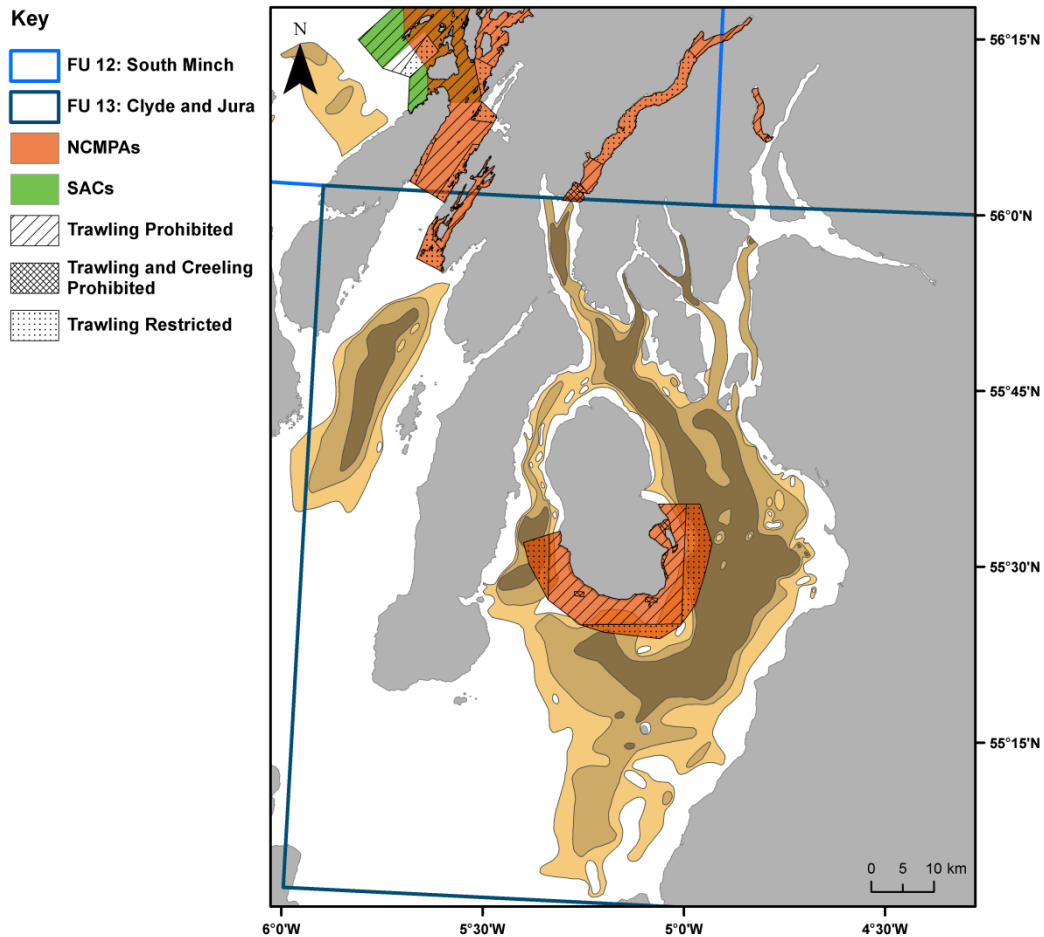 Key
FU 12: South Minch
FU 13: Clyde and Jura
NCMPAs
SACs
Trawling Prohibited
Trawling and Creeling
Prohibited
Trawling Restricted
N
56°15'N
56°0'N
55°45'N
55°30'N
55°15'N
0 5 10 km
6°0'W 5°30'W 5°0'W 4°30'W